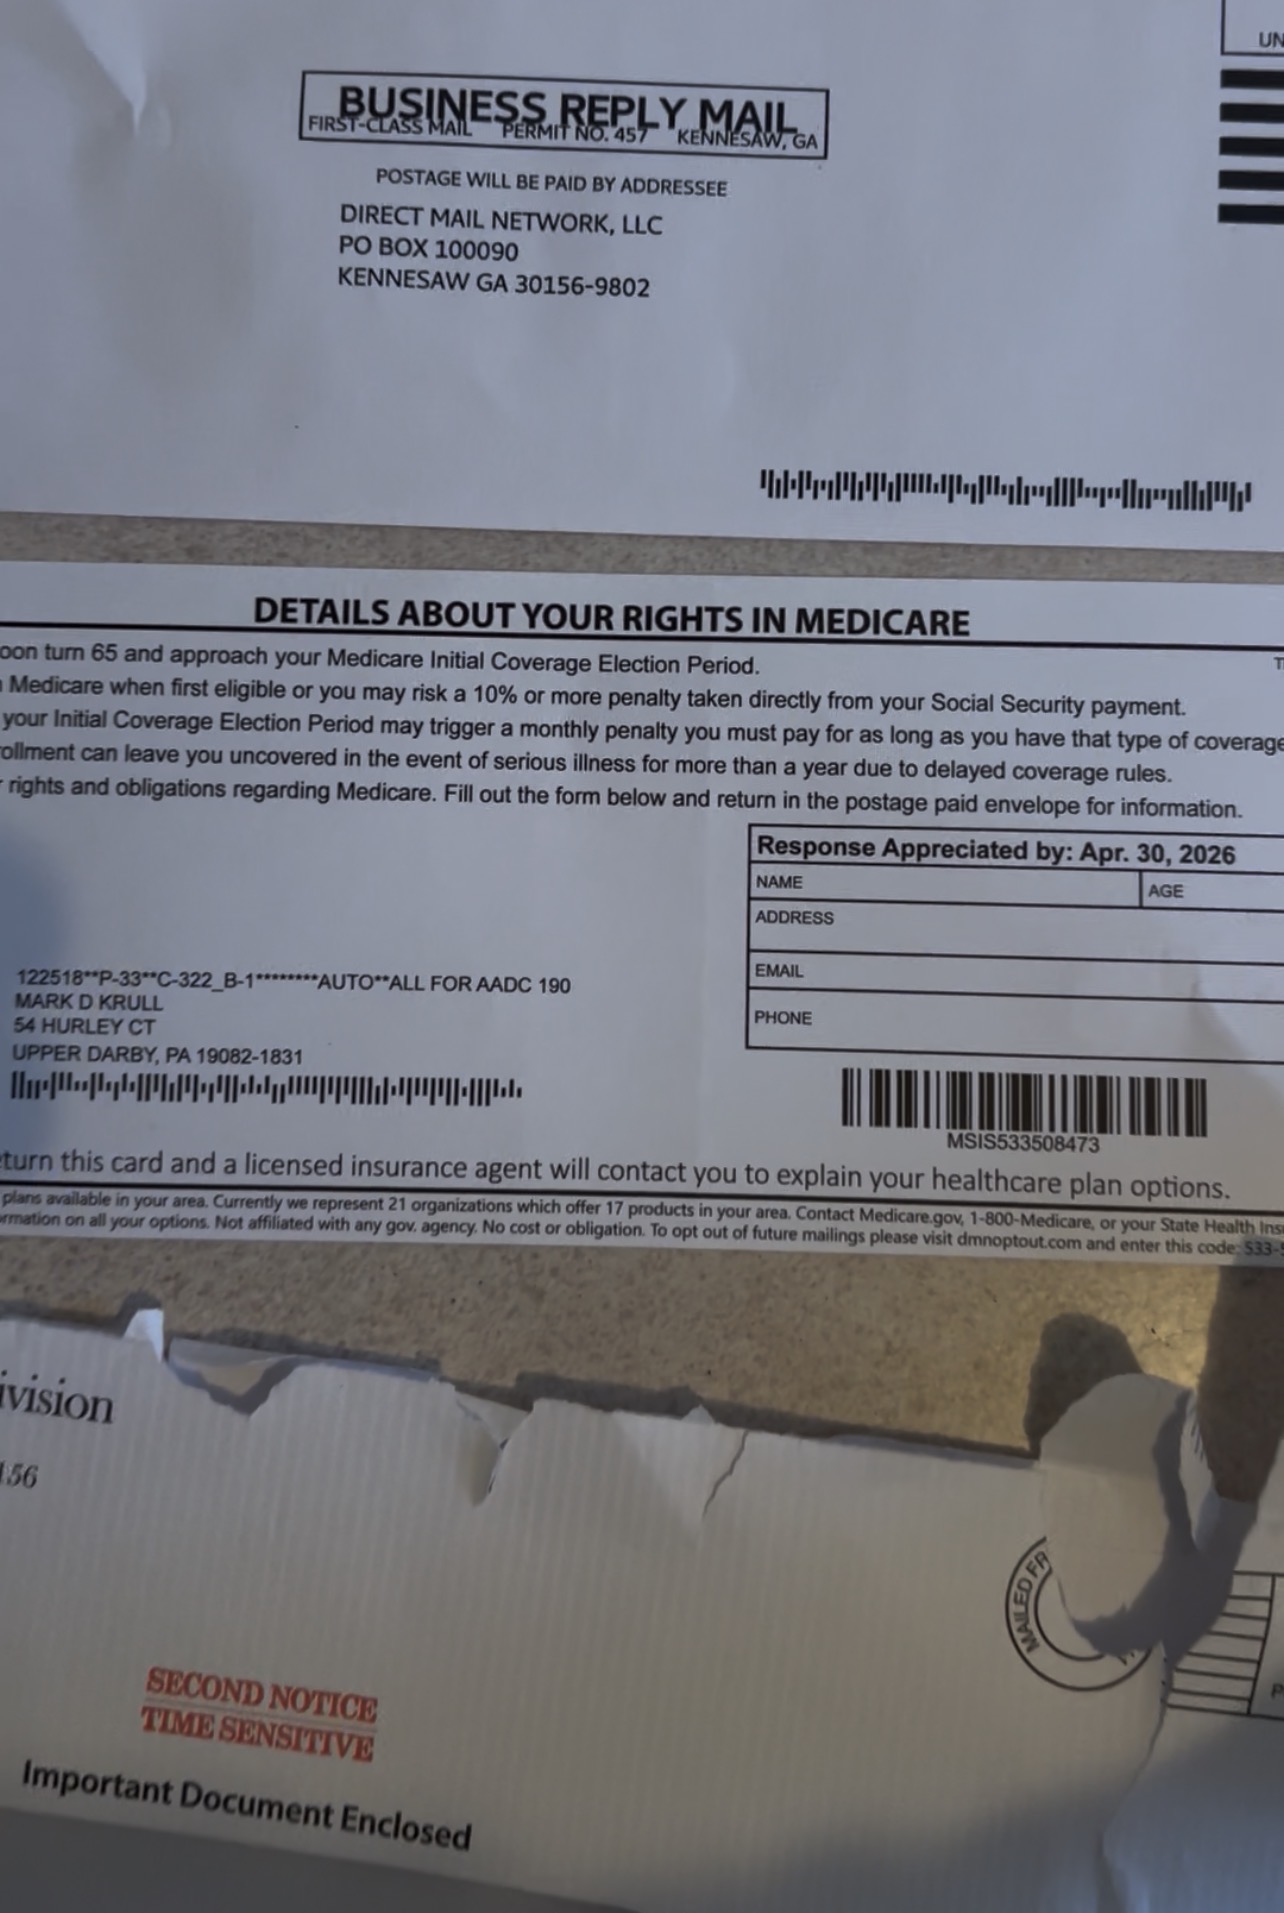 UN
BUSINESS REPLY MAIL
FIRST-CLASS MAIL PERMIT NO. 457 KENNESAW, GA
POSTAGE WILL BE PAID BY ADDRESSEE
DIRECT MAIL NETWORK, LLC
PO BOX 100090
KENNESAW GA 30156-9802
DETAILS ABOUT YOUR RIGHTS IN MEDICARE
oon turn 65 and approach your Medicare Initial Coverage Election Period.
T
Medicare when first eligible or you may risk a 10% or more penalty taken directly from your Social Security payment.
your Initial Coverage Election Period may trigger a monthly penalty you must pay for as long as you have that type of coverage
ollment can leave you uncovered in the event of serious illness for more than a year due to delayed coverage rules.
r rights and obligations regarding Medicare. Fill out the form below and return in the postage paid envelope for information.
Response Appreciated by: Apr. 30, 2026
NAME AGE
ADDRESS
EMAIL
PHONE
122518**P-33**C-322_B-1********AUTO**ALL FOR AADC 190
MARK D KRULL
54 HURLEY CT
UPPER DARBY, PA 19082-1831
MSIS533508473
turn this card and a licensed insurance agent will contact you to explain your healthcare plan options.
plans available in your area. Currently we represent 21 organizations which offer 17 products in your area. Contact Medicare.gov, 1-800-Medicare, or your State Health Ins
rmation on all your options. Not affiliated with any gov. agency. No cost or obligation. To opt out of future mailings please visit dmnoptout.com and enter this code: 533-5
ivision
156
MAILED FR
SECOND NOTICE
TIME SENSITIVE
Important Document Enclosed
P